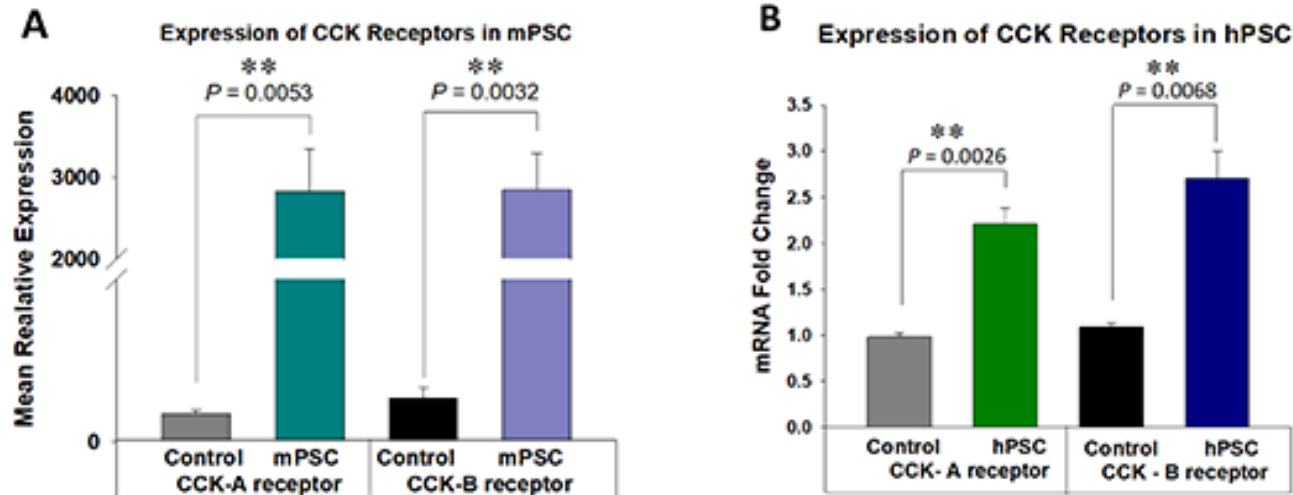 A
Expression of CCK Receptors in mPSC
**
P = 0.0053
**
P = 0.0032
Mean Realative Expression
4000
3000
2000
0
Control mPSC Control mPSC
CCK-A receptor CCK-B receptor
B
Expression of CCK Receptors in hPSC
**
P = 0.0026
**
P = 0.0068
mRNA Fold Change
3.5
3.0
2.5
2.0
1.5
1.0
0.5
0.0
Control hPSC Control hPSC
CCK- A receptor CCK - B receptor